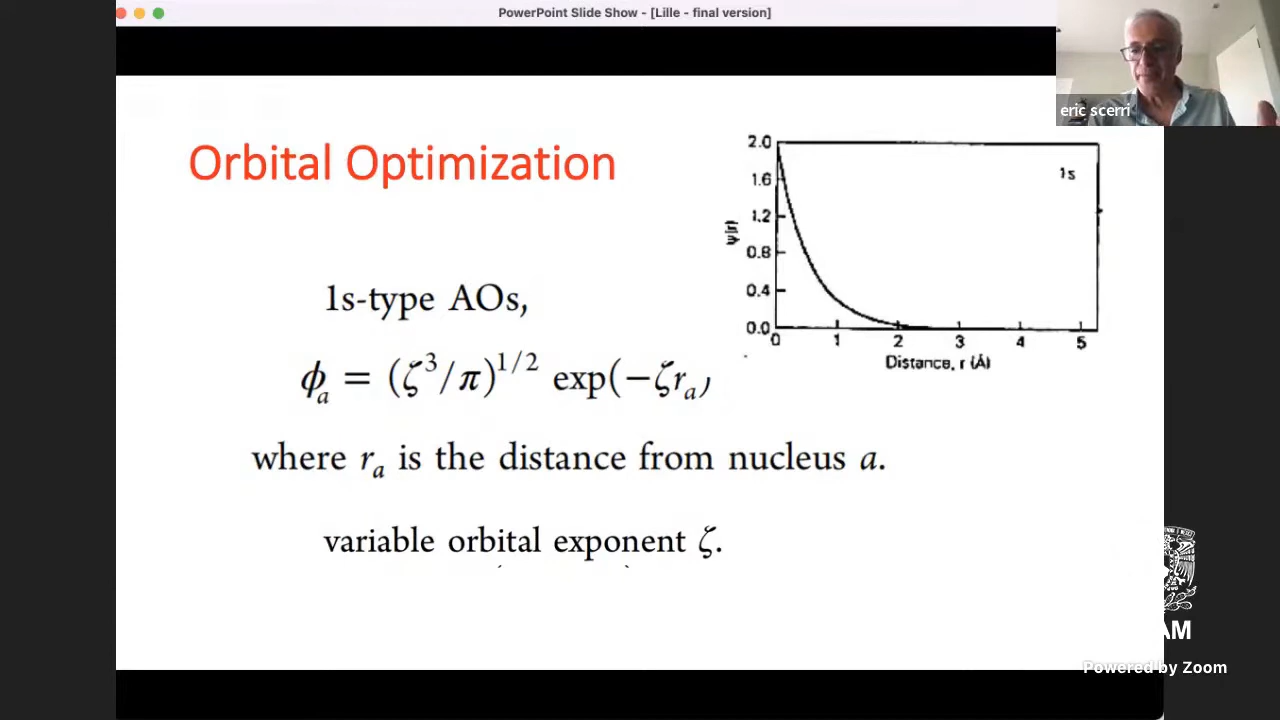 PowerPoint Slide Show - [Lille - final version]
eric scerri
Orbital Optimization
2.0
1.6
1.2
0.8
0.4
0.0
ψ(r)
1s
0 1 2 3 4 5
Distance, r (Å)
1s-type AOs,
ϕₐ = (ζ³/π)^1/2 exp(−ζrₐ)
where rₐ is the distance from nucleus a.
variable orbital exponent ζ.
AM
Powered by Zoom